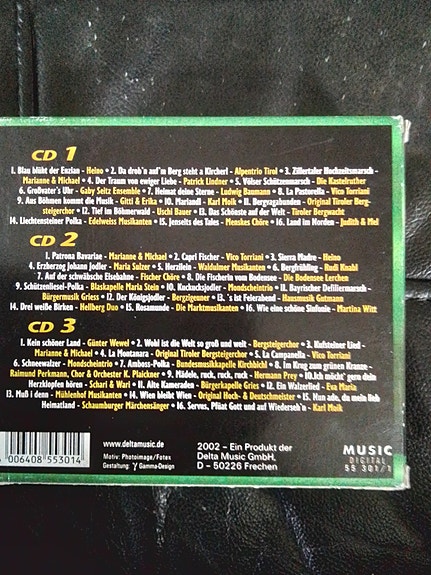 CD 1
1. Blau blüht der Enzian - Heino • 2. Da drob'n auf'm Berg steht a Kircherl - Alpentrio Tirol • 3. Zillertaler Hochzeitsmarsch -
Marianne & Michael • 4. Der Traum von ewiger Liebe - Patrick Lindner • 5. Völser Schützenmarsch - Die Kastelruther
6. Großvater's Uhr - Gaby Seitz Ensemble • 7. Heimat deine Sterne - Ludwig Baumann • 8. La Pastorella - Vico Torriani
9. Aus Böhmen kommt die Musik - Gitti & Erika • 10. Mariandl - Karl Moik • 11. Bergvagabunden - Original Tiroler Berg-
steigerchor • 12. Tief im Böhmerwald - Uschi Bauer • 13. Das Schönste auf der Welt - Tiroler Bergwacht
14. Liechtensteiner Polka - Edelweiss Musikanten • 15. Jenseits des Tales - Menskes Chöre • 16. Land im Norden - Judith & Mel
CD 2
1. Patrona Bavariae - Marianne & Michael • 2. Capri Fischer - Vico Torriani • 3. Sierra Madre - Heino
4. Erzherzog Johann Jodler - Maria Sulzer • 5. Herzilein - Waldulmer Musikanten • 6. Bergfrühling - Rudi Knabl
7. Auf der schwäbsche Eisebahne - Fischer Chöre • 8. Die Fischerin vom Bodensee - Die Bodensee Lerchen
9. Schützenliesel-Polka - Blaskapelle Maria Stein • 10. Kuckucksjodler - Mondscheintrio • 11. Bayrischer Defiliermarsch -
Bürgermusik Griess • 12. Der Königsjodler - Bergzigeuner • 13. 's ist Feierabend - Hausmusik Gutmann
14. Drei weiße Birken - Hellberg Duo • 15. Rosamunde - Die Marktmusikanten • 16. Wie eine schöne Sinfonie - Martina Witt
CD 3
1. Kein schöner Land - Günter Wewel • 2. Wohl ist die Welt so groß und weit - Bergsteigerchor • 3. Kufsteiner Lied -
Marianne & Michael • 4. La Montanara - Original Tiroler Bergsteigerchor • 5. La Campanella - Vico Torriani
6. Schneewalzer - Mondscheintrio • 7. Amboss-Polka - Bundesmusikkapelle Kirchbichl • 8. Im Krug zum grünen Kranze -
Raimund Perkmann, Chor & Orchester K. Plaickner • 9. Mädele, ruck, ruck, ruck - Hermann Prey • 10. Ich möcht' gern dein
Herzklopfen hören - Schari & Wari • 11. Alte Kameraden - Bürgerkapelle Gries • 12. Ein Walzerlied - Eva Maria
13. Muß i denn - Mühlenhof Musikanten • 14. Wien bleibt Wien - Original Hoch- & Deutschmeister • 15. Nun ade, du mein lieb
Heimatland - Schaumburger Märchensänger • 16. Servus, Pfüat Gott und auf Wiederseh'n - Karl Moik
006408 553014
www.deltamusic.de
Motiv: Photoimage/Fotex
Gestaltung: γ Gamma-Design
2002 – Ein Produkt der
Delta Music GmbH,
D – 50226 Frechen
MUSIC
DIGITAL
55 301/1